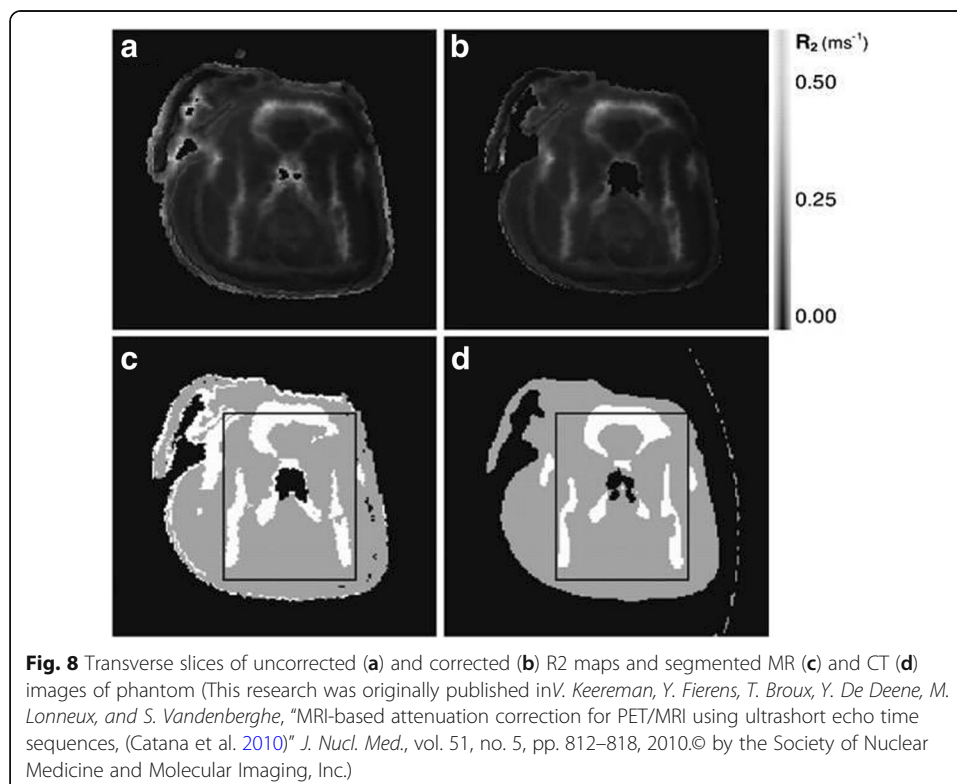 a
b
R₂ (ms⁻¹)
0.50
0.25
0.00
c
d
Fig. 8 Transverse slices of uncorrected (a) and corrected (b) R2 maps and segmented MR (c) and CT (d)
images of phantom (This research was originally published inV. Keereman, Y. Fierens, T. Broux, Y. De Deene, M.
Lonneux, and S. Vandenberghe, “MRI-based attenuation correction for PET/MRI using ultrashort echo time
sequences, (Catana et al. 2010)” J. Nucl. Med., vol. 51, no. 5, pp. 812–818, 2010.© by the Society of Nuclear
Medicine and Molecular Imaging, Inc.)